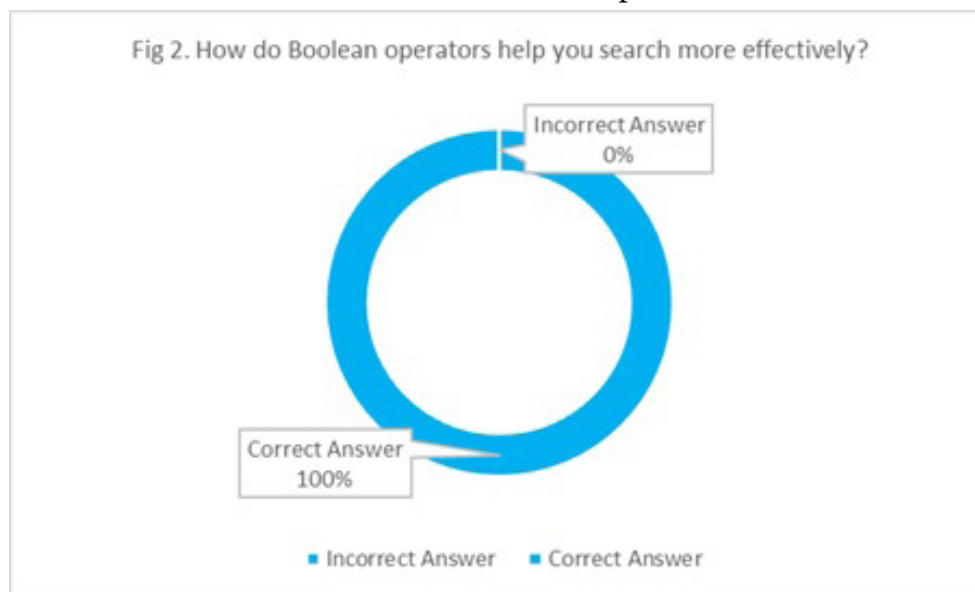 Fig 2. How do Boolean operators help you search more effectively?
Incorrect Answer
0%
Correct Answer
100%
Incorrect Answer Correct Answer